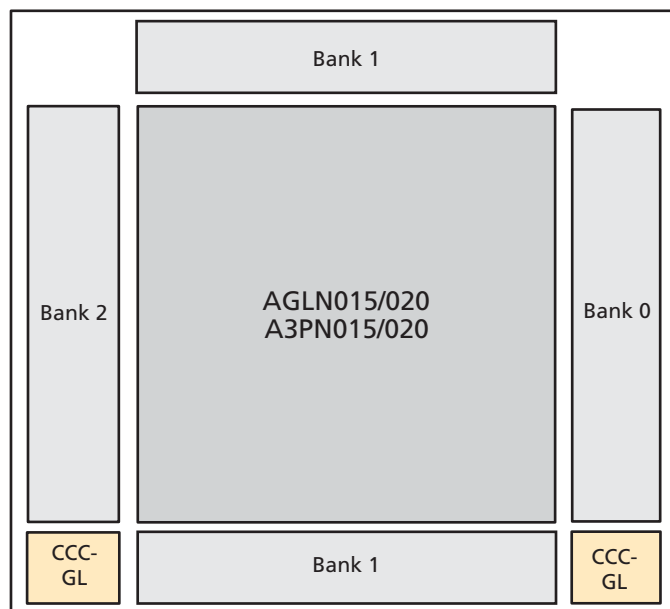 Bank 1
Bank 2
AGLN015/020
A3PN015/020
Bank 0
CCC-
GL
Bank 1
CCC-
GL